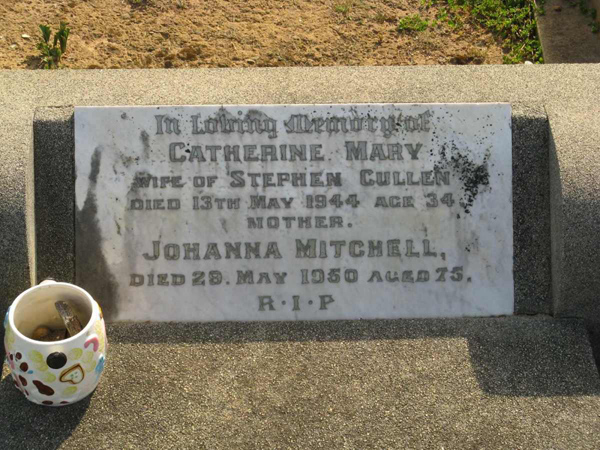 In Loving Memory of
CATHERINE MARY
WIFE OF STEPHEN CULLEN
DIED 13TH MAY 1944 AGE 34
MOTHER.
JOHANNA MITCHELL,
DIED 29. MAY 1950 AGED 75.
R·I·P